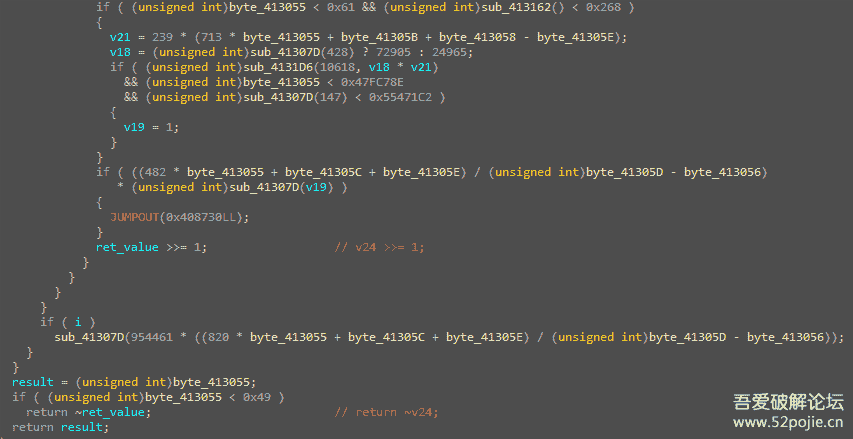 if ( (unsigned int)byte_413055 < 0x61 && (unsigned int)sub_413162() < 0x268 )
{
v21 = 239 * (713 * byte_413055 + byte_41305B + byte_413058 - byte_41305E);
v18 = (unsigned int)sub_41307D(428) ? 72905 : 24965;
if ( (unsigned int)sub_4131D6(10618, v18 * v21)
&& (unsigned int)byte_413055 < 0x47FC78E
&& (unsigned int)sub_41307D(147) < 0x55471C2 )
{
v19 = 1;
}
}
if ( ((482 * byte_413055 + byte_41305C + byte_41305E) / (unsigned int)byte_41305D - byte_413056)
* (unsigned int)sub_41307D(v19) )
{
JUMPOUT(0x408730LL);
}
ret_value >>= 1; // v24 >>= 1;
}
}
}
}
if ( i )
sub_41307D(954461 * ((820 * byte_413055 + byte_41305C + byte_41305E) / (unsigned int)byte_41305D - byte_413056));
}
}
result = (unsigned int)byte_413055;
if ( (unsigned int)byte_413055 < 0x49 )
return ~ret_value; // return ~v24;
return result;
吾爱破解论坛
www.52pojie.cn